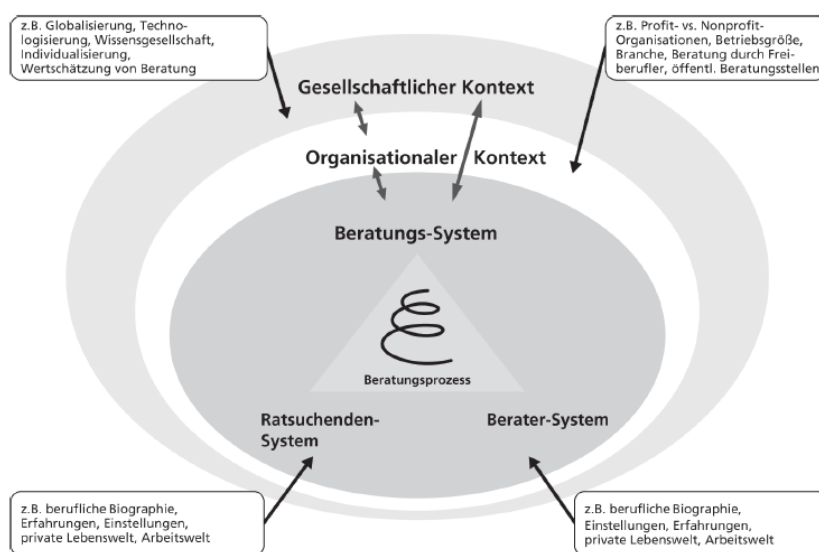 z.B. Globalisierung, Techno-
logisierung, Wissensgesellschaft,
Individualisierung,
Wertschätzung von Beratung
z.B. Profit- vs. Nonprofit-
Organisationen, Betriebsgröße,
Branche, Beratung durch Frei-
berufler, öffentl. Beratungsstellen
Gesellschaftlicher Kontext
Organisationaler Kontext
Beratungs-System
Beratungsprozess
Ratsuchenden-
System
Berater-System
z.B. berufliche Biographie,
Erfahrungen, Einstellungen,
private Lebenswelt, Arbeitswelt
z.B. berufliche Biographie,
Einstellungen, Erfahrungen,
private Lebenswelt, Arbeitswelt